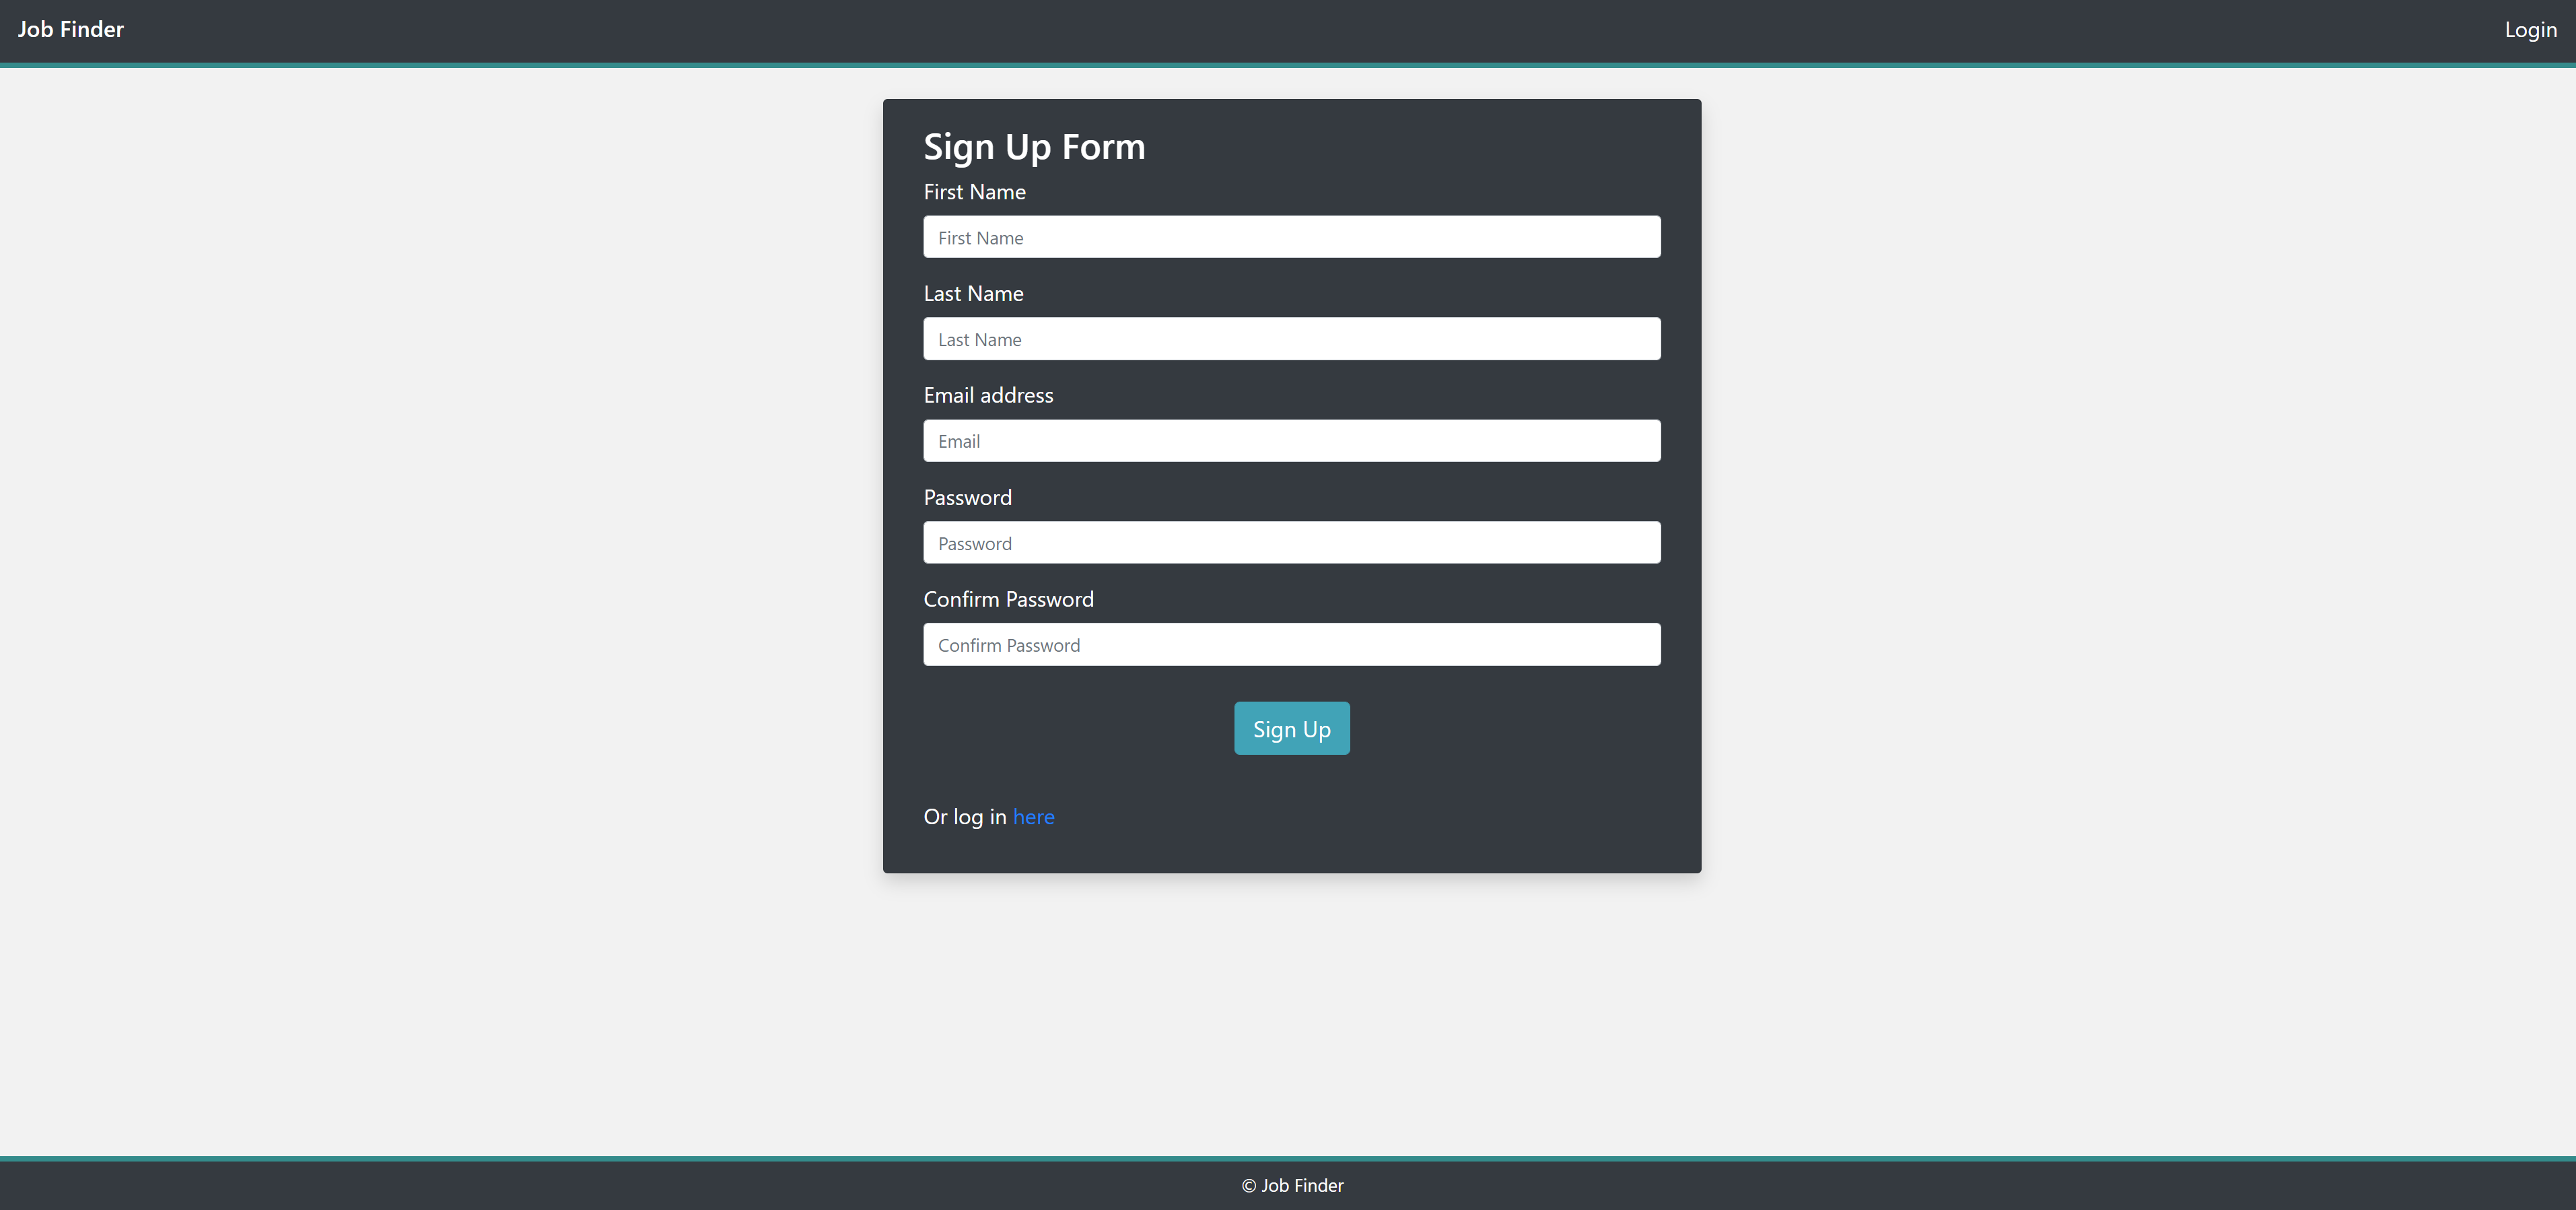 Job Finder
Login
Sign Up Form
First Name
First Name
Last Name
Last Name
Email address
Email
Password
Password
Confirm Password
Confirm Password
Sign Up
Or log in here
© Job Finder